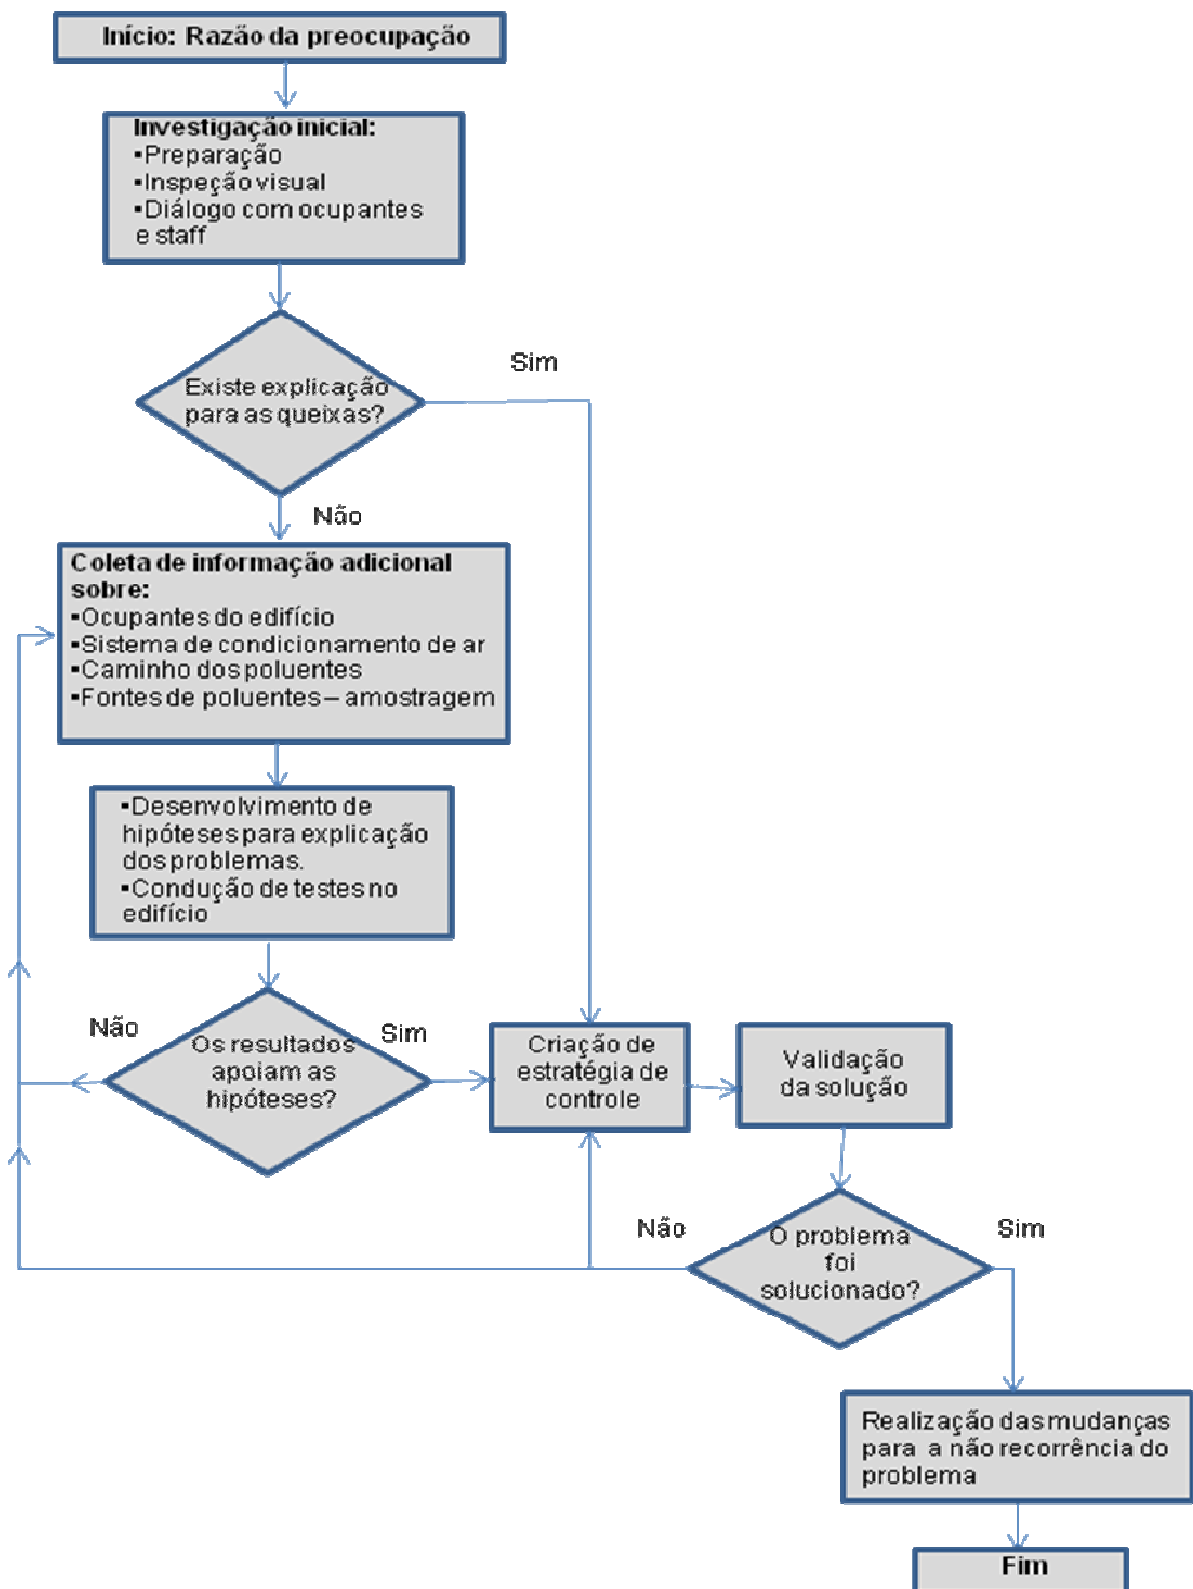 Início: Razão da preocupação
Investigação inicial:
▪Preparação
▪Inspeção visual
▪Diálogo com ocupantes
e staff
Sim
Existe explicação
para as queixas?
Não
Coleta de informação adicional
sobre:
▪Ocupantes do edifício
▪Sistema de condicionamento de ar
▪Caminho dos poluentes
▪Fontes de poluentes – amostragem
▪Desenvolvimento de
hipóteses para explicação
dos problemas.
▪Condução de testes no
edifício
Não
Sim
Os resultados
apoiam as
hipóteses?
Criação de
estratégia de
controle
Validação
da solução
Não
Sim
O problema
foi
solucionado?
Realização das mudanças
para a não recorrência do
problema
Fim